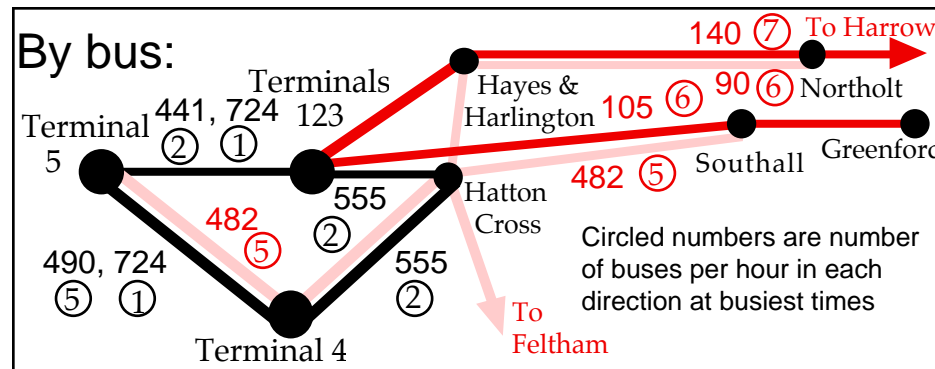 By bus:
140 ⑦
To Harrow
Terminals
123
Hayes &
Harlington
Northolt
90 ⑥
105 ⑥
441, 724
② ①
Terminal
5
Southall
Greenford
482 ⑤
555
②
Hatton
Cross
482
⑤
490, 724
⑤ ①
555
②
Circled numbers are number
of buses per hour in each
direction at busiest times
To
Feltham
Terminal 4